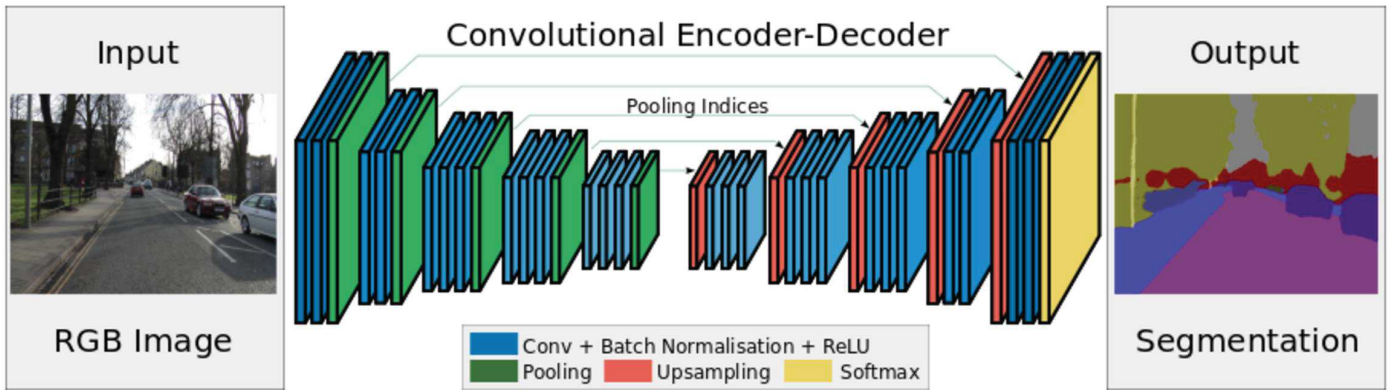 Input
RGB Image
Convolutional Encoder-Decoder
Pooling Indices
Conv + Batch Normalisation + ReLU
Pooling
Upsampling
Softmax
Output
Segmentation